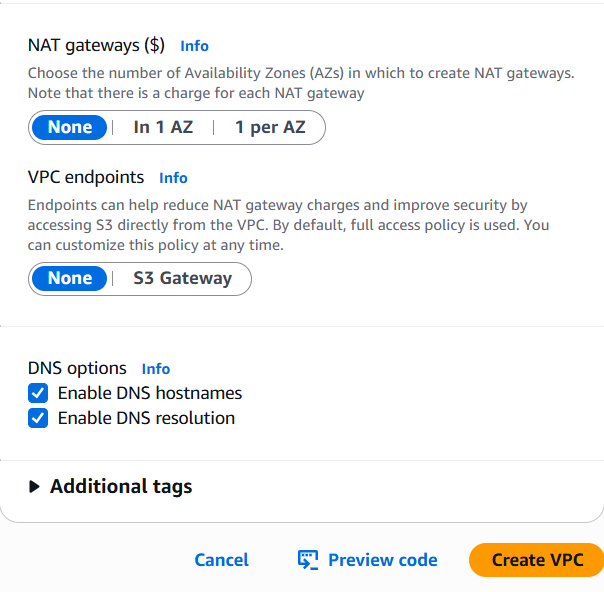 NAT gateways ($) Info
Choose the number of Availability Zones (AZs) in which to create NAT gateways.
Note that there is a charge for each NAT gateway
None In 1 AZ 1 per AZ
VPC endpoints Info
Endpoints can help reduce NAT gateway charges and improve security by
accessing S3 directly from the VPC. By default, full access policy is used. You
can customize this policy at any time.
None S3 Gateway
DNS options Info
Enable DNS hostnames
Enable DNS resolution
Additional tags
Cancel Preview code Create VPC